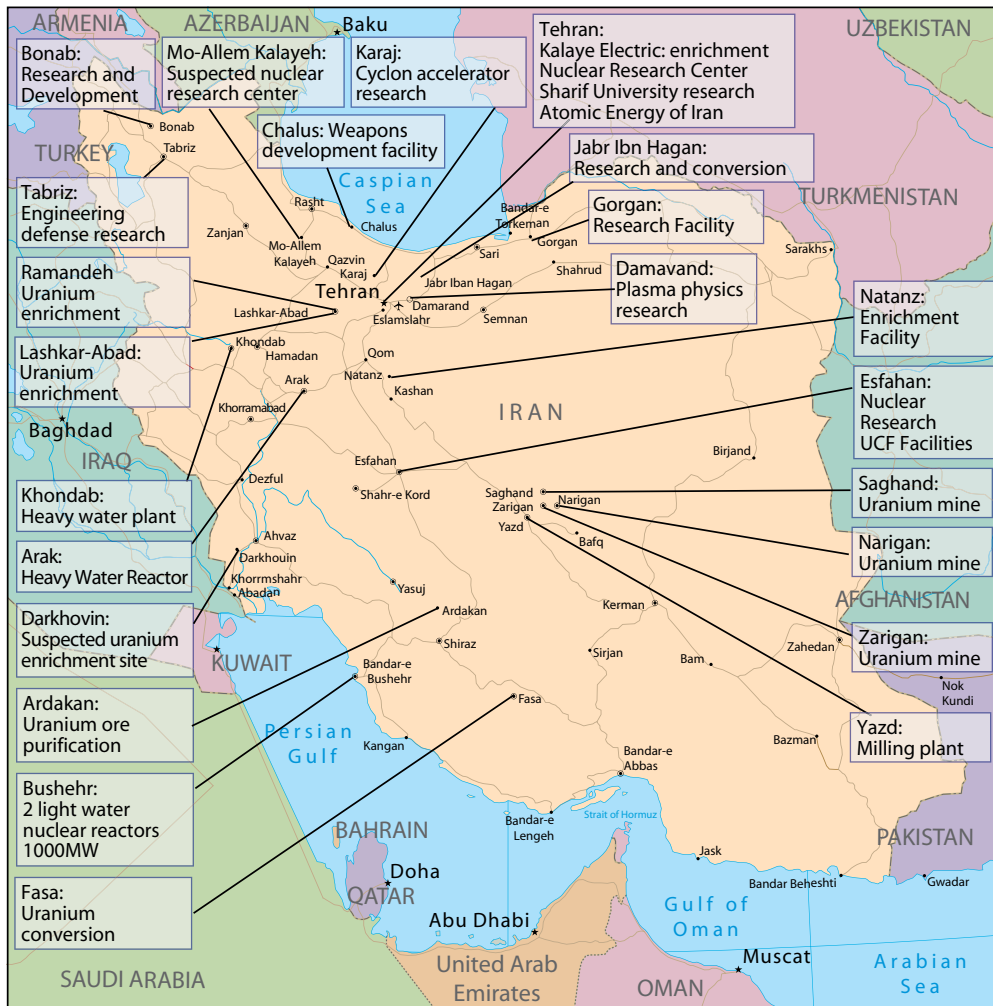 ARMENIA
AZERBAIJAN
Baku
UZBEKISTAN
Bonab:
Research and
Development
Mo-Allem Kalayeh:
Suspected nuclear
research center
Karaj:
Cyclon accelerator
research
Tehran:
Kalaye Electric: enrichment
Nuclear Research Center
Sharif University research
Atomic Energy of Iran
Chalus: Weapons
development facility
Jabr Ibn Hagan:
Research and conversion
TURKEY
TURKMENISTAN
Bonab
Tabriz
Caspian
Sea
Tabriz:
Engineering
defense research
Gorgan:
Research Facility
Rasht
Zanjan
Chalus
Mo-Allem
Kalayeh
Qazvin
Karaj
Bandar-e
Torkeman
Gorgan
Sari
Shahrud
Sarakhs
Ramandeh
Uranium
enrichment
Tehran
Jabr Iban Hagan
Damarand
Eslamslahr
Semnan
Lashkar-Abad
Damavand:
Plasma physics
research
Natanz:
Enrichment
Facility
Lashkar-Abad:
Uranium
enrichment
Khondab
Hamadan
Qom
Natanz
Kashan
Arak
Khorramabad
IRAN
Esfahan:
Nuclear
Research
UCF Facilities
Baghdad
IRAQ
Esfahan
Shahr-e Kord
Dezful
Birjand
Saghand
Zarigan
Narigan
Yazd
Bafq
Saghand:
Uranium mine
Khondab:
Heavy water plant
Narigan:
Uranium mine
Arak:
Heavy Water Reactor
Ahvaz
Darkhouin
Khorrmshahr
Abadan
Yasuj
Ardakan
Kerman
AFGHANISTAN
Darkhovin:
Suspected uranium
enrichment site
KUWAIT
Shiraz
Sirjan
Bam
Zahedan
Zarigan:
Uranium mine
Nok
Kundi
Ardakan:
Uranium ore
purification
Bandar-e
Bushehr
Fasa
Persian
Gulf
Kangan
Bazman
Yazd:
Milling plant
Bushehr:
2 light water
nuclear reactors
1000MW
Bandar-e
Abbas
Bandar-e
Lengeh
Strait of Hormuz
BAHRAIN
PAKISTAN
Jask
Bandar Beheshti
Gwadar
Fasa:
Uranium
conversion
Doha
QATAR
Abu Dhabi
Gulf of
Oman
SAUDI ARABIA
United Arab
Emirates
Muscat
OMAN
Arabian
Sea